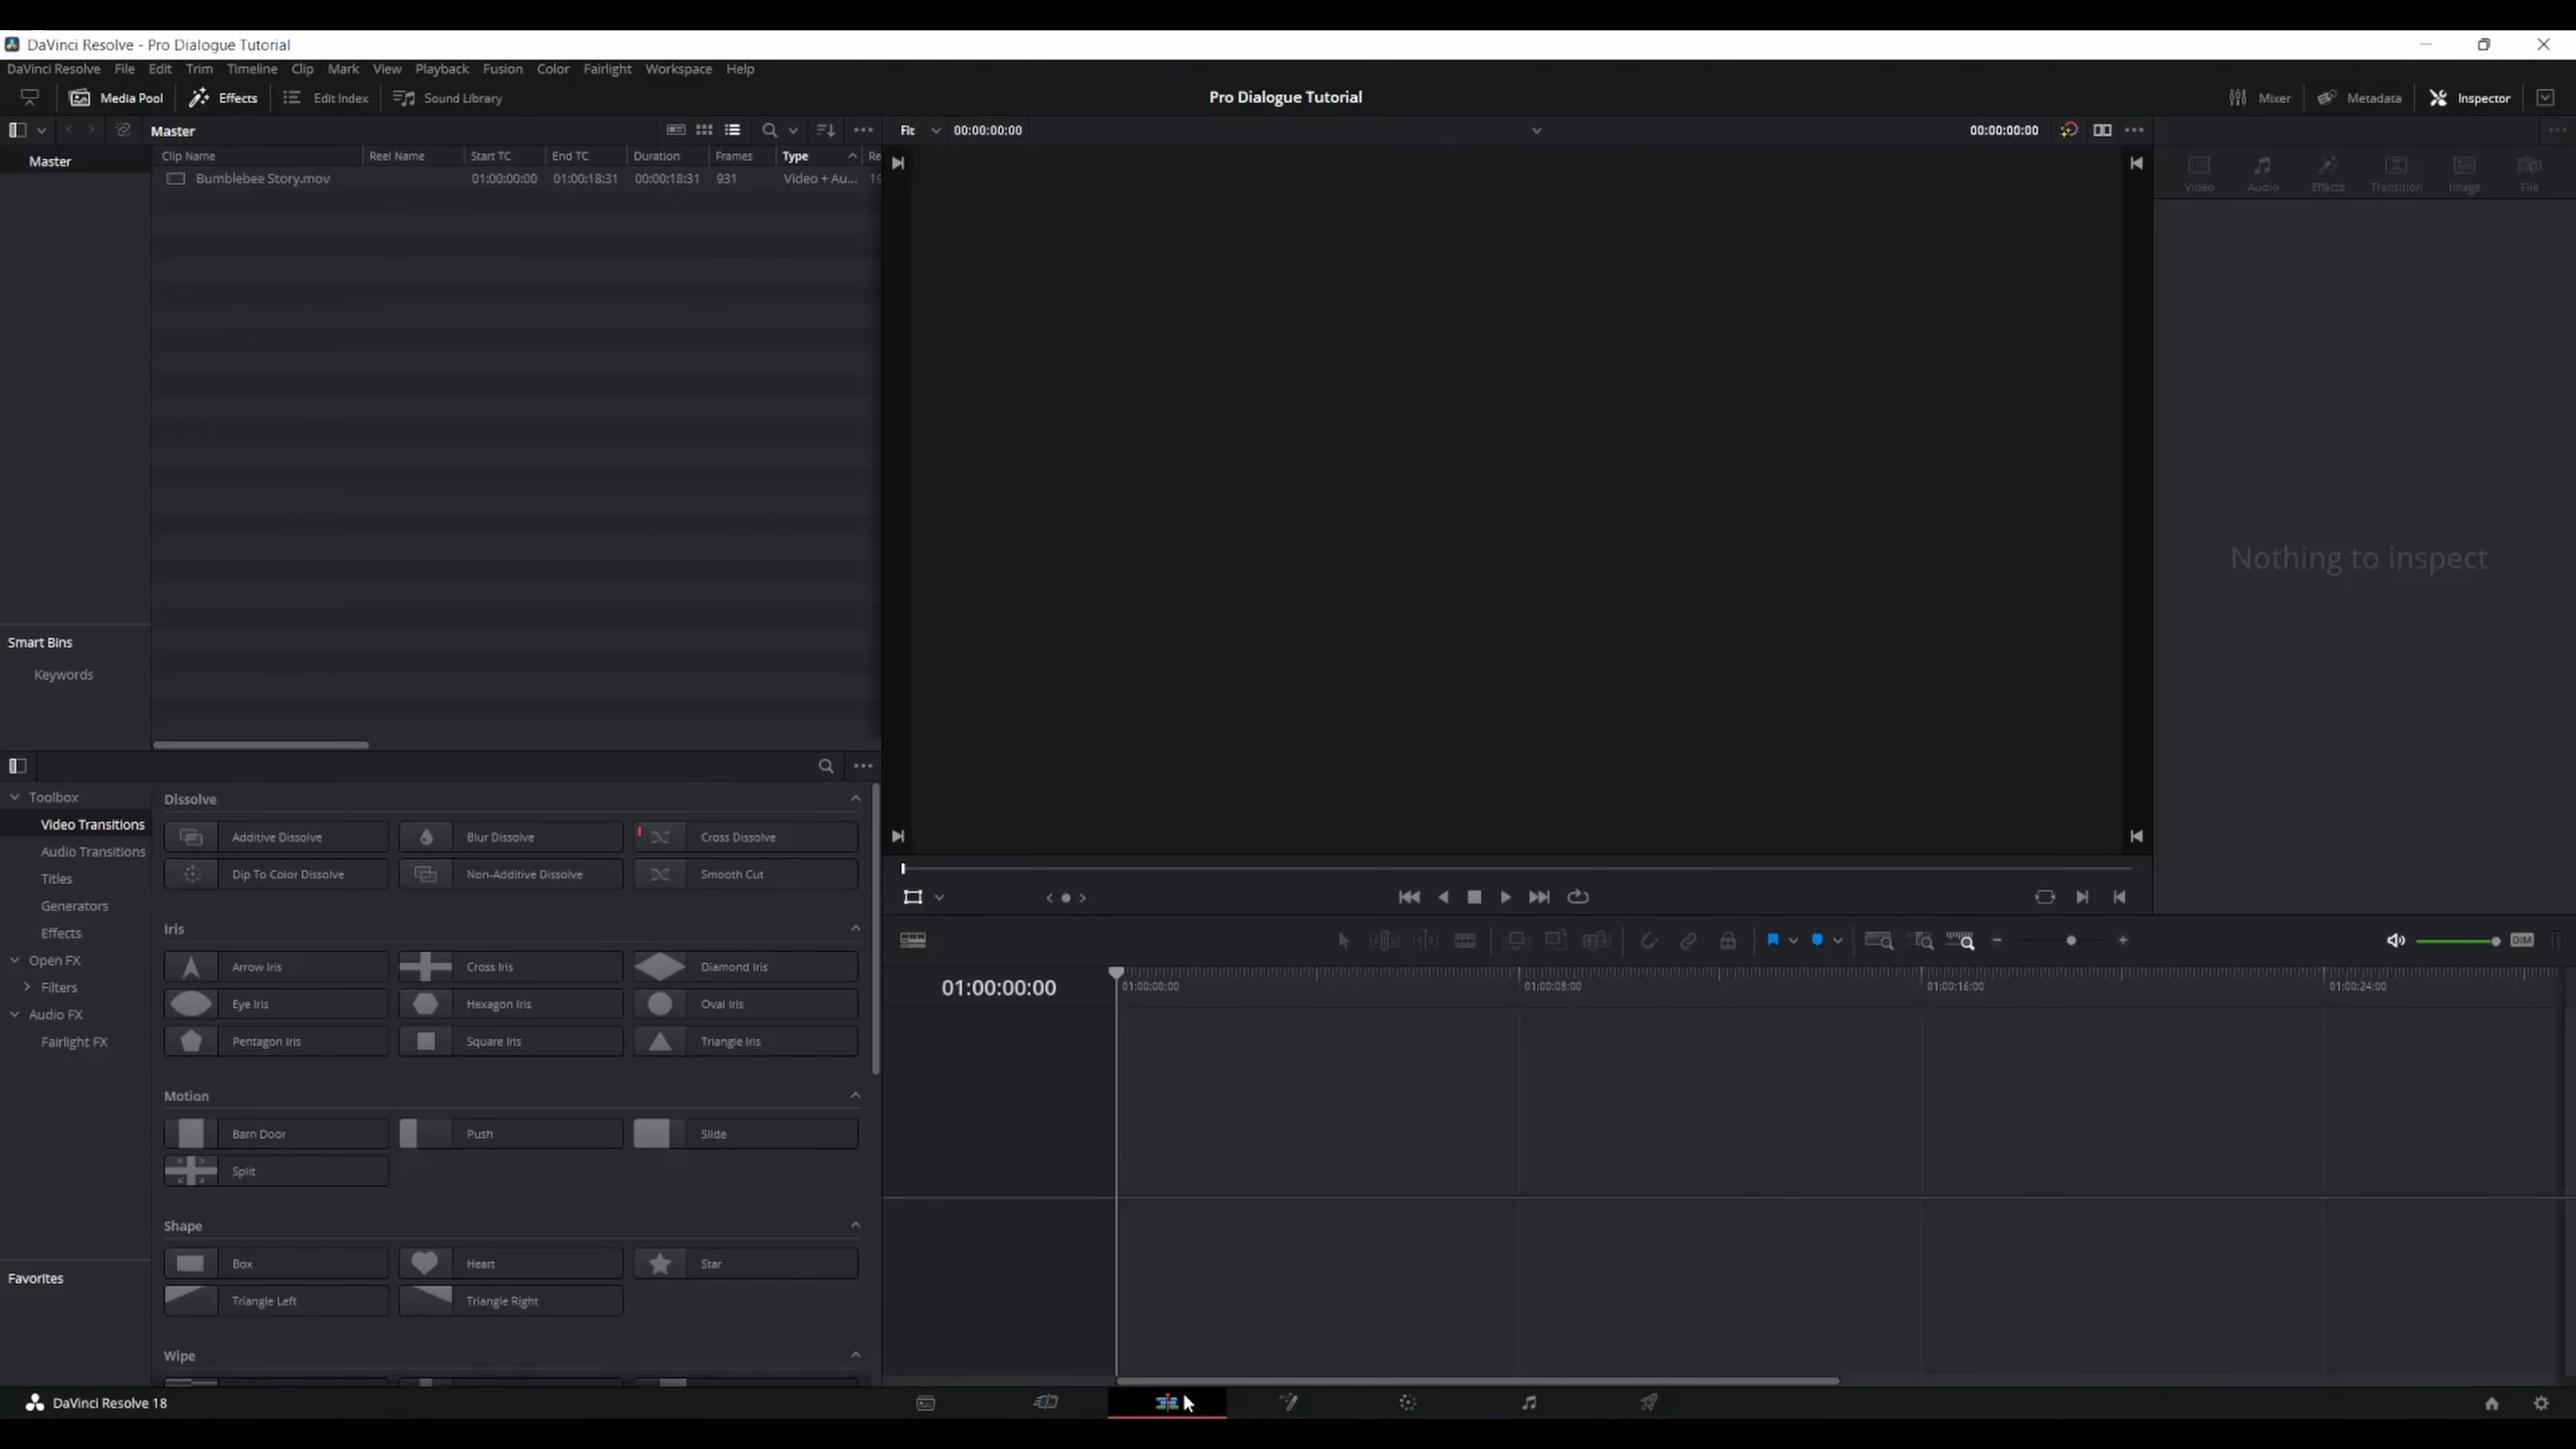 DaVinci Resolve - Pro Dialogue Tutorial
DaVinci Resolve File Edit Trim Timeline Clip Mark View Playback Fusion Color Fairlight Workspace Help
Media Pool Effects Edit Index Sound Library Pro Dialogue Tutorial Mixer Metadata Inspector
Master Fit 00:00:00:00 00:00:00:00
Master Clip Name Reel Name Start TC End TC Duration Frames Type Re
Bumblebee Story.mov 01:00:00:00 01:00:18:31 00:00:18:31 931 Video + Au... 19
Video Audio Effects Transition Image File
Nothing to inspect
Smart Bins
Keywords
Toolbox
Video Transitions
Audio Transitions
Titles
Generators
Effects
Open FX
Filters
Audio FX
Fairlight FX
Favorites
Dissolve
Additive Dissolve Blur Dissolve Cross Dissolve
Dip To Color Dissolve Non-Additive Dissolve Smooth Cut
Iris
Arrow Iris Cross Iris Diamond Iris
Eye Iris Hexagon Iris Oval Iris
Pentagon Iris Square Iris Triangle Iris
Motion
Barn Door Push Slide
Split
Shape
Box Heart Star
Triangle Left Triangle Right
Wipe
DIM
01:00:00:00 01:00:00:00 01:00:08:00 01:00:16:00 01:00:24:00
DaVinci Resolve 18